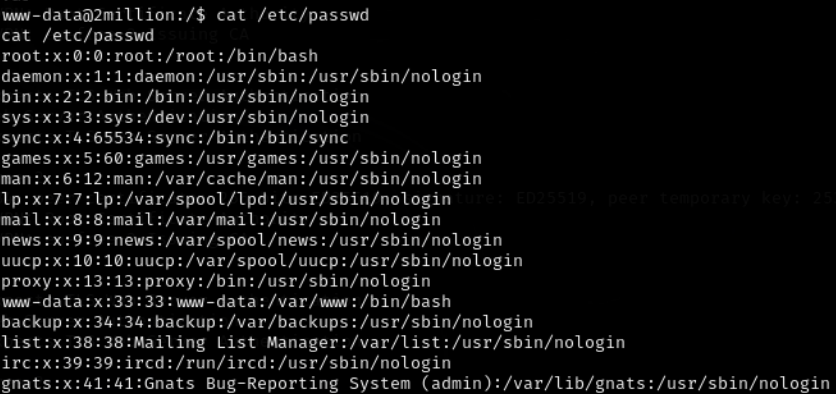 www-data@2million:/$ cat /etc/passwd
cat /etc/passwd
root:x:0:0:root:/root:/bin/bash
daemon:x:1:1:daemon:/usr/sbin:/usr/sbin/nologin
bin:x:2:2:bin:/bin:/usr/sbin/nologin
sys:x:3:3:sys:/dev:/usr/sbin/nologin
sync:x:4:65534:sync:/bin:/bin/sync
games:x:5:60:games:/usr/games:/usr/sbin/nologin
man:x:6:12:man:/var/cache/man:/usr/sbin/nologin
lp:x:7:7:lp:/var/spool/lpd:/usr/sbin/nologin
mail:x:8:8:mail:/var/mail:/usr/sbin/nologin
news:x:9:9:news:/var/spool/news:/usr/sbin/nologin
uucp:x:10:10:uucp:/var/spool/uucp:/usr/sbin/nologin
proxy:x:13:13:proxy:/bin:/usr/sbin/nologin
www-data:x:33:33:www-data:/var/www:/bin/bash
backup:x:34:34:backup:/var/backups:/usr/sbin/nologin
list:x:38:38:Mailing List Manager:/var/list:/usr/sbin/nologin
irc:x:39:39:ircd:/run/ircd:/usr/sbin/nologin
gnats:x:41:41:Gnats Bug-Reporting System (admin):/var/lib/gnats:/usr/sbin/nologin